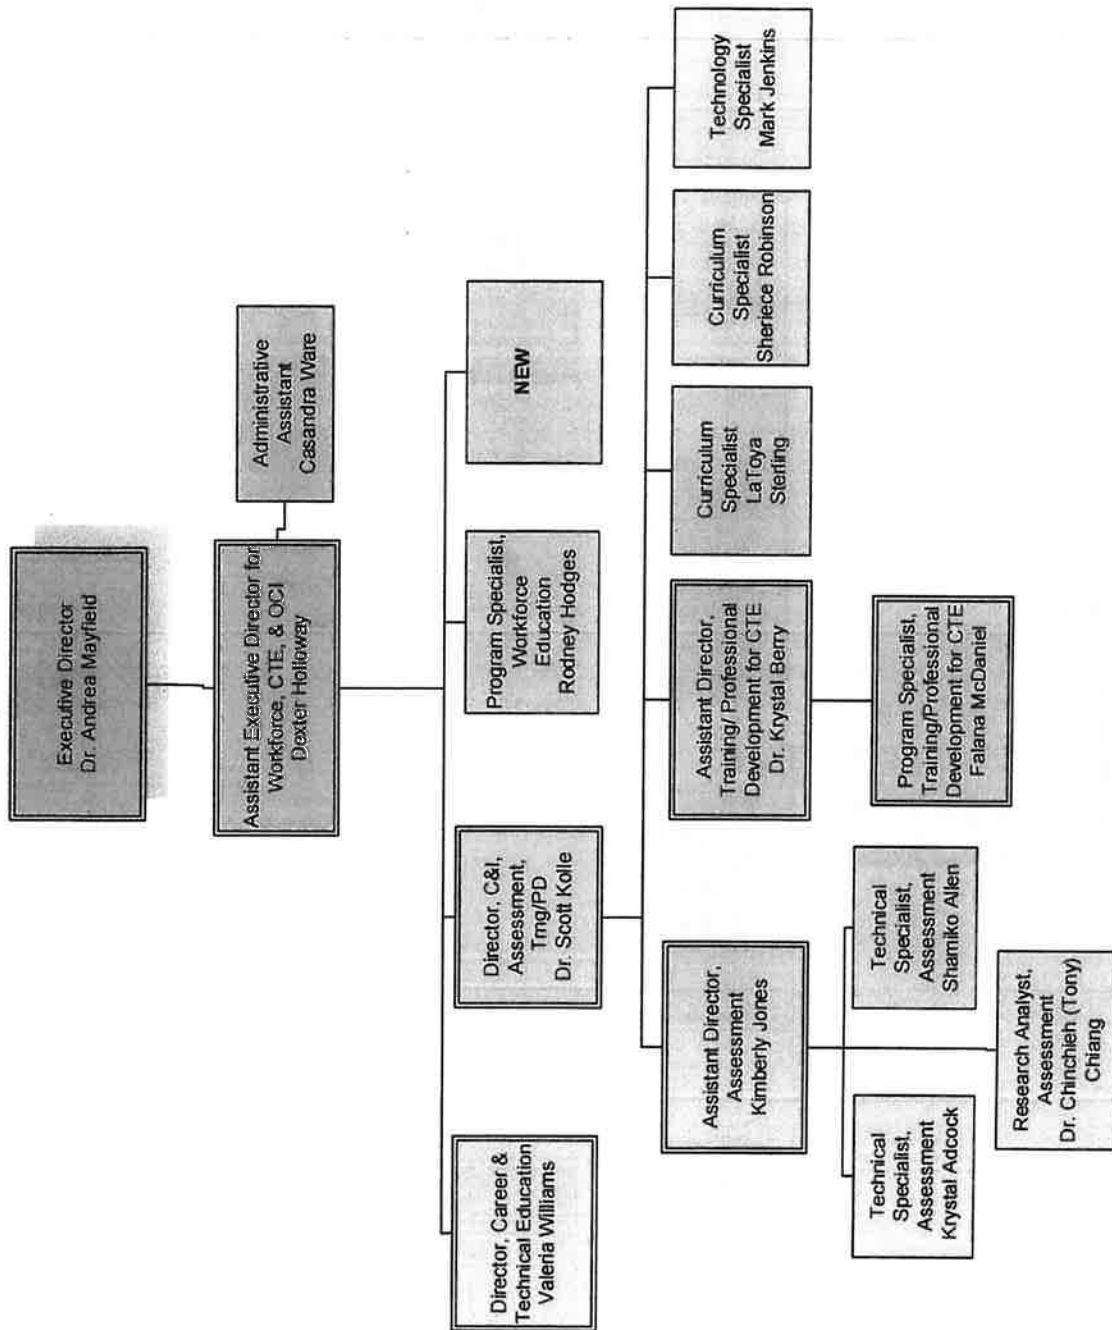 Executive Director
Dr. Andrea Mayfield
Assistant Executive Director for
Workforce, CTE, & OCI
Dexter Holloway
Administrative
Assistant
Casandra Ware
Director, Career &
Technical Education
Valeria Williams
Director, C&I,
Assessment,
Trng/PD
Dr. Scott Kolle
Program Specialist,
Workforce
Education
Rodney Hodges
NEW
Assistant Director,
Assessment
Kimberly Jones
Assistant Director,
Training/ Professional
Development for CTE
Dr. Krystal Berry
Curriculum
Specialist
LaToya
Sterling
Curriculum
Specialist
Sheriece Robinson
Technology
Specialist
Mark Jenkins
Technical
Specialist,
Assessment
Krystal Adcock
Technical
Specialist,
Assessment
Shamiko Allen
Program Specialist,
Training/Professional
Development for CTE
Falana McDaniel
Research Analyst,
Assessment
Dr. Chinchieh (Tony)
Chiang